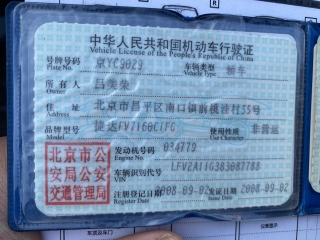 中华人民共和国机动车行驶证
Vehicle License of the People's Republic of China
号牌号码 京YC9029 车辆类型 轿车
Plate No. Vehicle Type
所有人 吕美荣
Owner
住址 北京市昌平区南口镇前桃洼村55号
Address
品牌型号 捷达FV7160CiFG 使用性质 非营运
Model Use Character
北京市公安局公安交通管理局
发动机号码 034779
Engine No.
车辆识别代号 LFV2A11G383087788
VIN
注册登记日期 2008-09-02 发证日期 2008-09-02
Register Date Issue Date